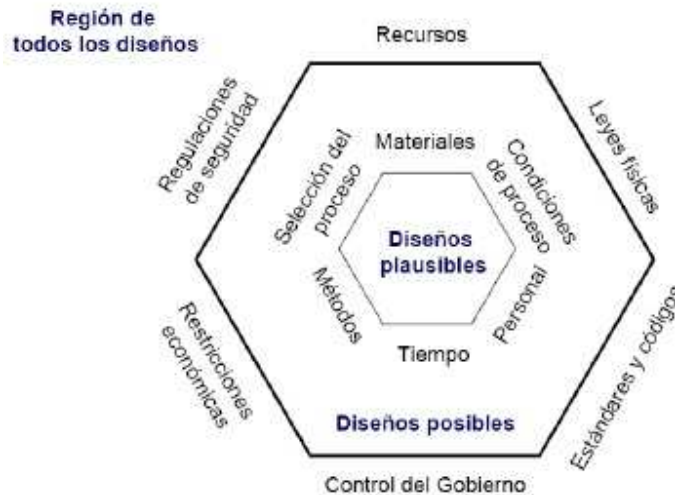 Región de
todos los diseños
Recursos
Regulaciones
de seguridad
Leyes físicas
Materiales
Selección del
proceso
Condiciones
de proceso
Diseños
plausibles
Métodos
Personal
Tiempo
Restricciones
económicas
Estándares y códigos
Diseños posibles
Control del Gobierno